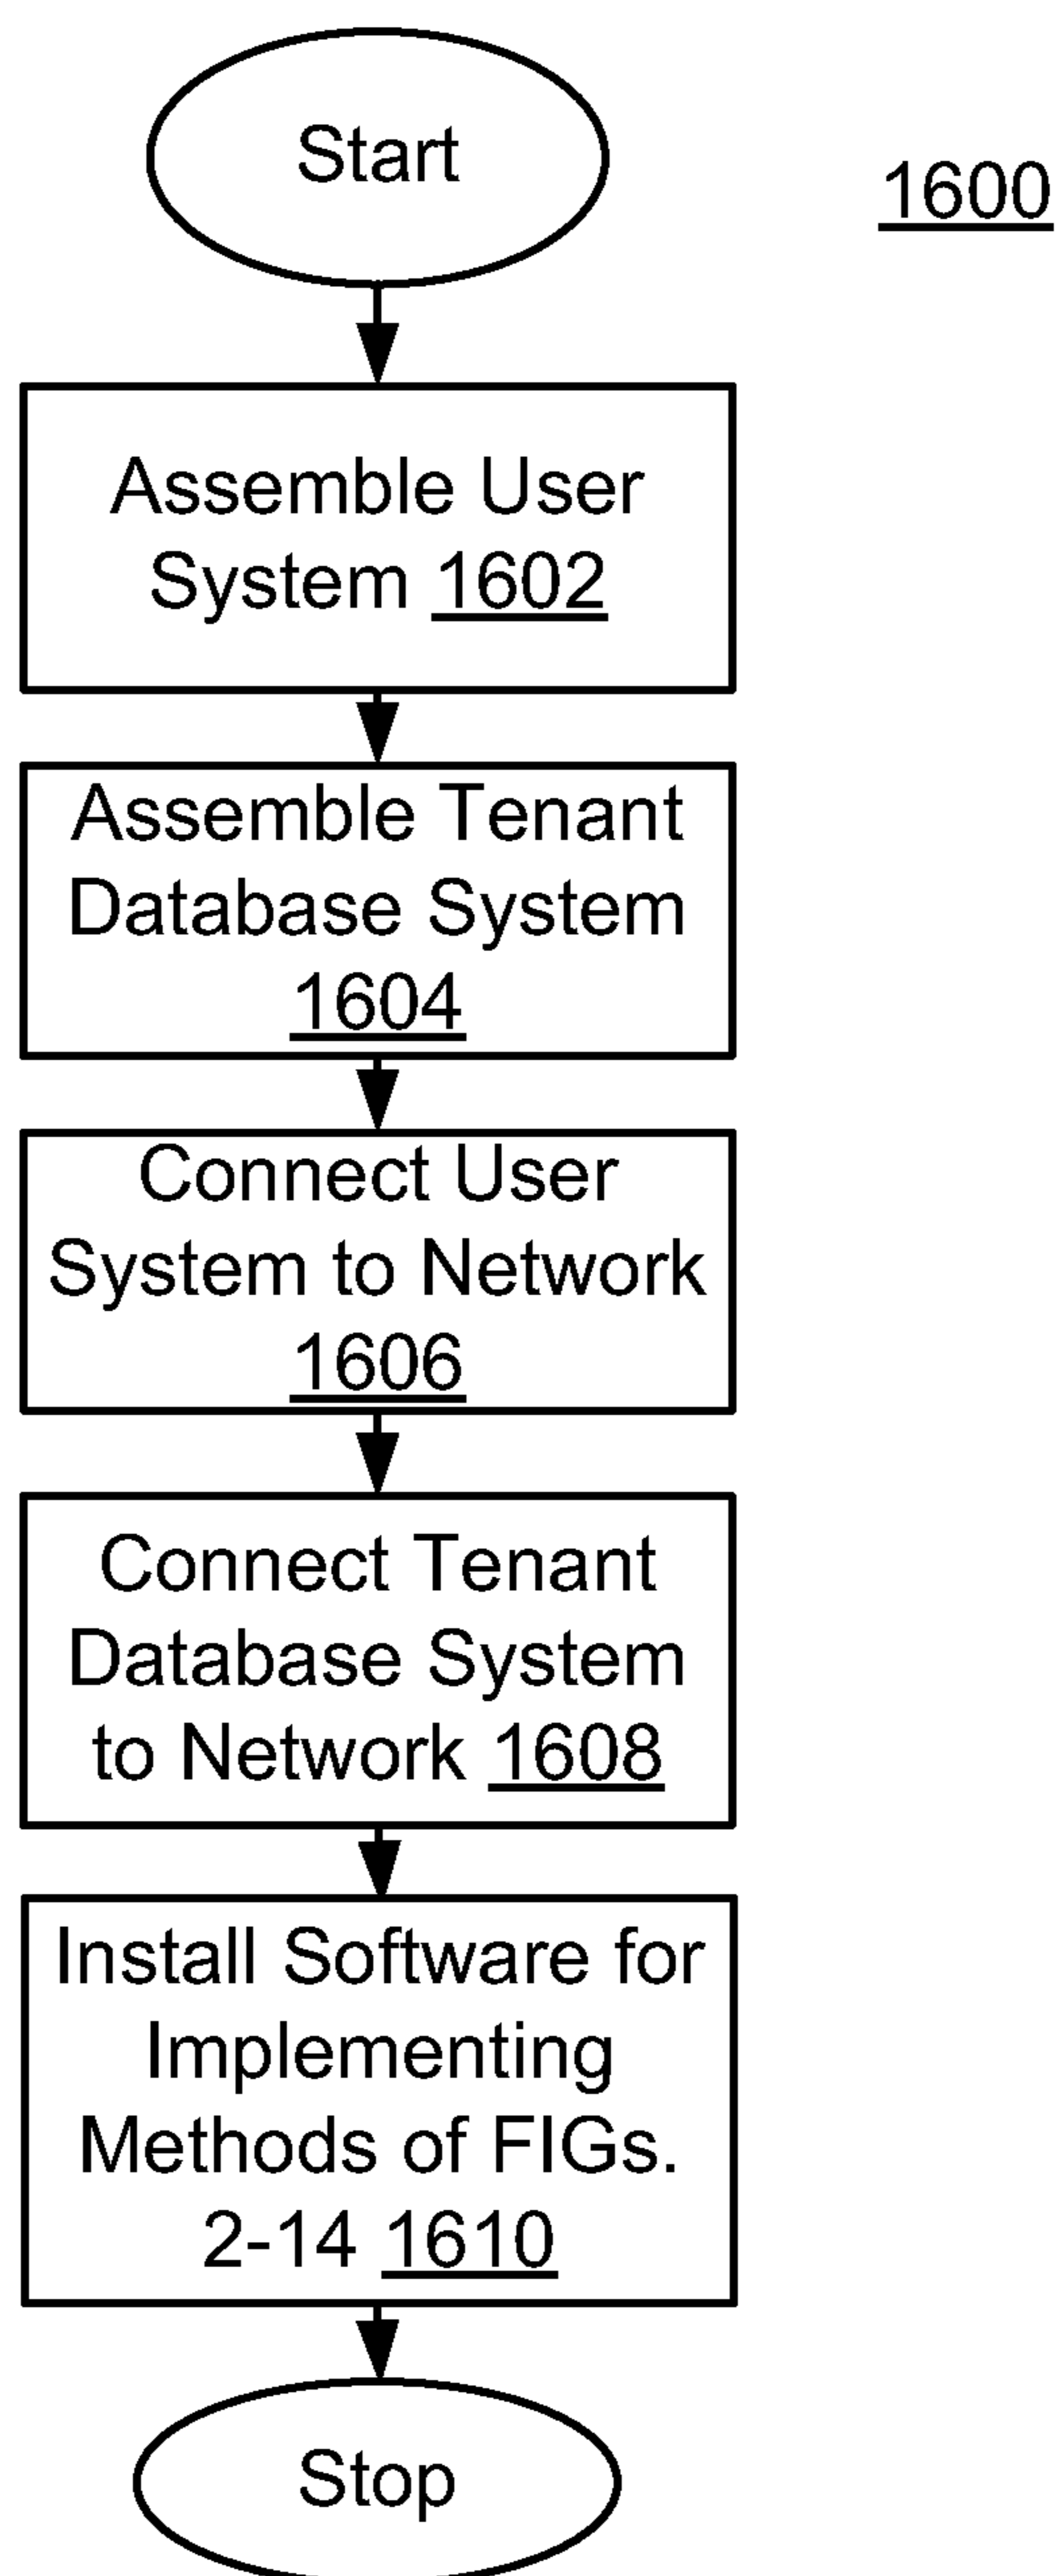 Start
1600
Assemble User
System 1602
Assemble Tenant
Database System
1604
Connect User
System to Network
1606
Connect Tenant
Database System
to Network 1608
Install Software for
Implementing
Methods of FIGs.
2-14 1610
Stop